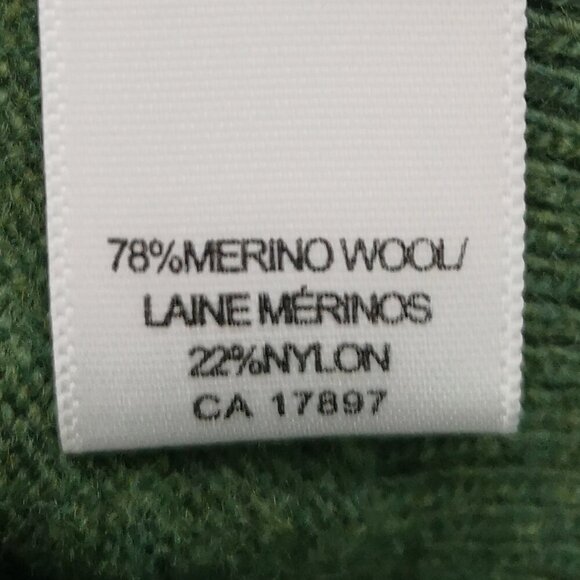 78%MERINO WOOL/
LAINE MÉRINOS
22%NYLON
CA 17897